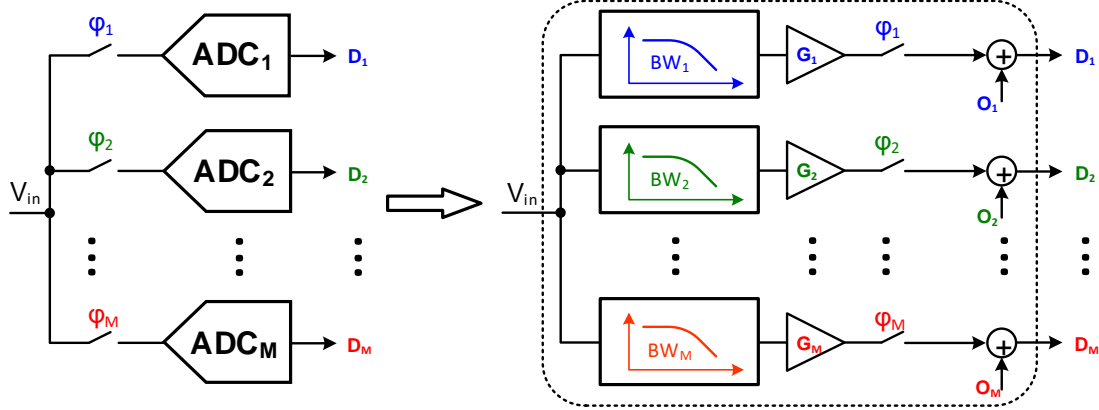 φ1
ADC1
D1
φ2
ADC2
D2
Vin
φM
ADCM
DM
BW1
G1
φ1
D1
O1
BW2
G2
φ2
D2
O2
Vin
BWM
GM
φM
DM
OM